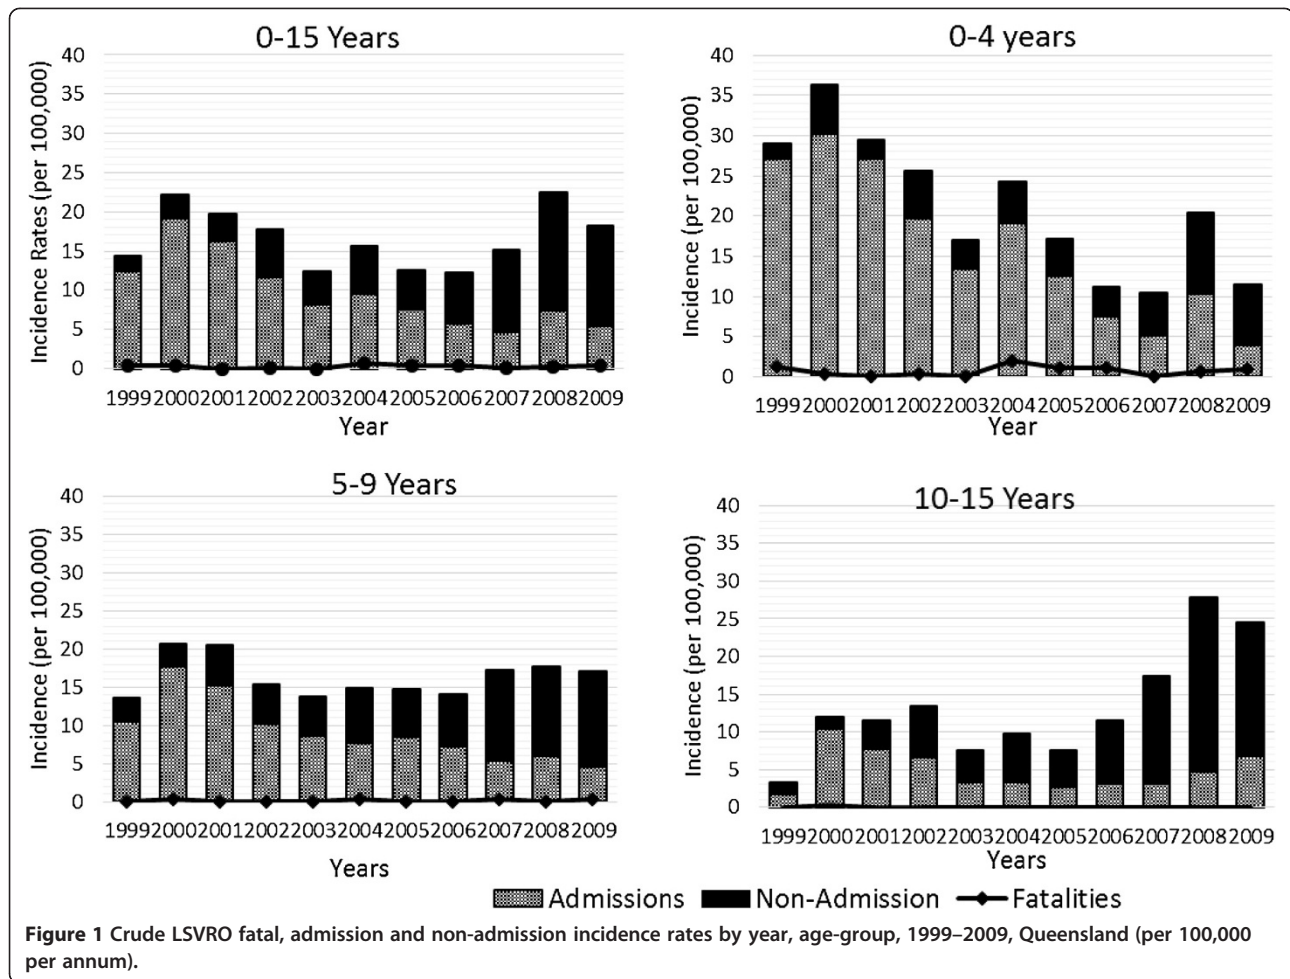 0-15 Years
40
35
30
25
20
15
10
5
0
Incidence Rates (per 100,000)
1999 2000 2001 2002 2003 2004 2005 2006 2007 2008 2009
Year
0-4 years
40
35
30
25
20
15
10
5
0
Incidence (per 100,000)
1999 2000 2001 2002 2003 2004 2005 2006 2007 2008 2009
Year
5-9 Years
40
35
30
25
20
15
10
5
0
Incidence (per 100,000)
1999 2000 2001 2002 2003 2004 2005 2006 2007 2008 2009
Years
10-15 Years
40
35
30
25
20
15
10
5
0
Incidence (per 100,000)
1999 2000 2001 2002 2003 2004 2005 2006 2007 2008 2009
Years
Admissions Non-Admission Fatalities
Figure 1 Crude LSVRO fatal, admission and non-admission incidence rates by year, age-group, 1999–2009, Queensland (per 100,000
per annum).